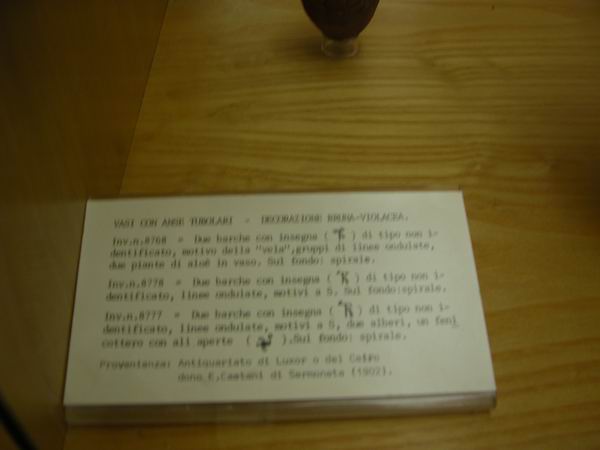 VASI CON ANSE TUBOLARI - DECORAZIONE BRUNA-VIOLACEA.
Inv.n.8768 = Due barche con insegna ( ) di tipo non i-
dentificato, motivo della "vela", gruppi di linee ondulate,
due piante di aloë in vaso. Sul fondo: spirale.
Inv.n.8778 = Due barche con insegna ( ) di tipo non i-
dentificato, linee ondulate, motivi a S. Sul fondo:spirale.
Inv.n.8777 = Due barche con insegna ( ) di tipo non i-
dentificato, linee ondulate, motivi a S, due alberi, un feni
cottero con ali aperte ( ).Sul fondo: spirale.
Provenienza: Antiquariato di Luxor o del Cairo
dono E.Caetani di Sermoneta (1902).